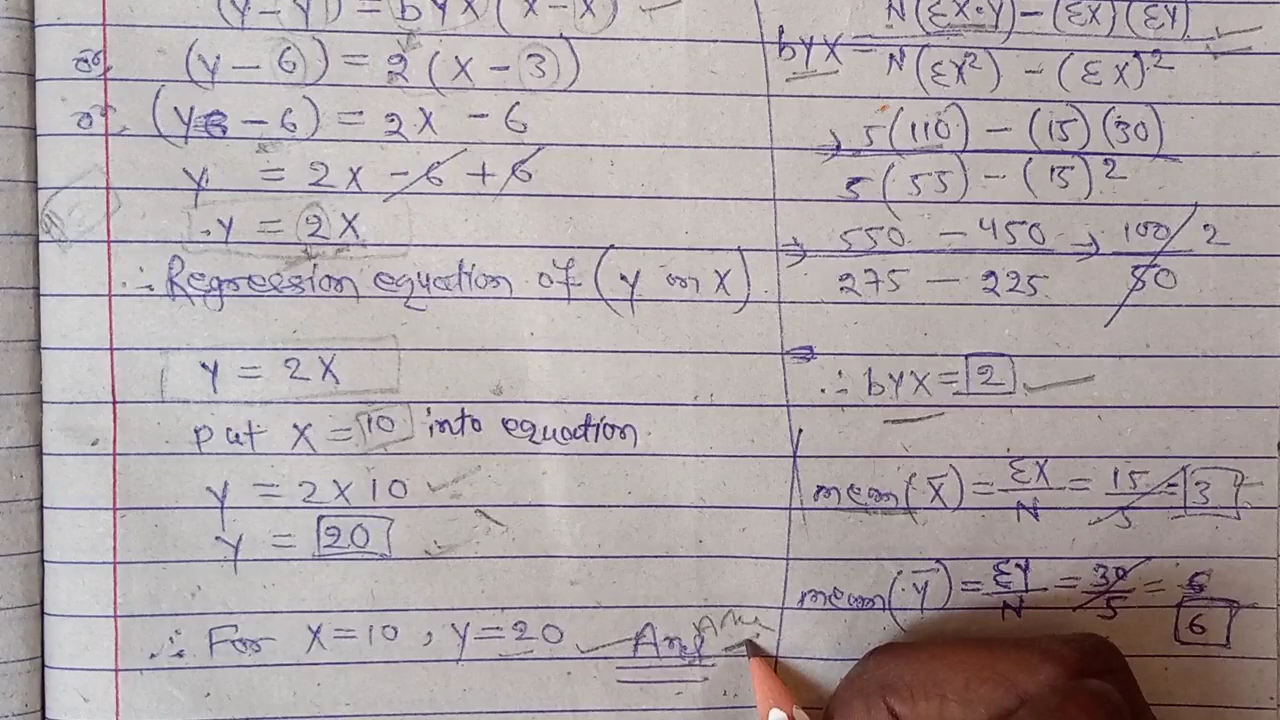 (y - ȳ) = byx (x - x̄)
or, (y - 6) = 2 (x - 3)
or, (y - 6) = 2x - 6
y = 2x - 6 + 6
y = 2x
∴ Regression equation of (y on x)
y = 2x
put x = 10 into equation
y = 2 x 10
y = 20
∴ For x = 10, y = 20 Ans
byx = N(ΣX·Y) - (ΣX) (ΣY)
N(ΣX²) - (ΣX)²
→ 5(110) - (15)(30)
5(55) - (15)²
→ 550 - 450 → 100 2
275 - 225 50
∴ byx = 2
mean (X̄) = ΣX = 15 = 3
N 5
mean (Ȳ) = ΣY = 30 =
N 5 6